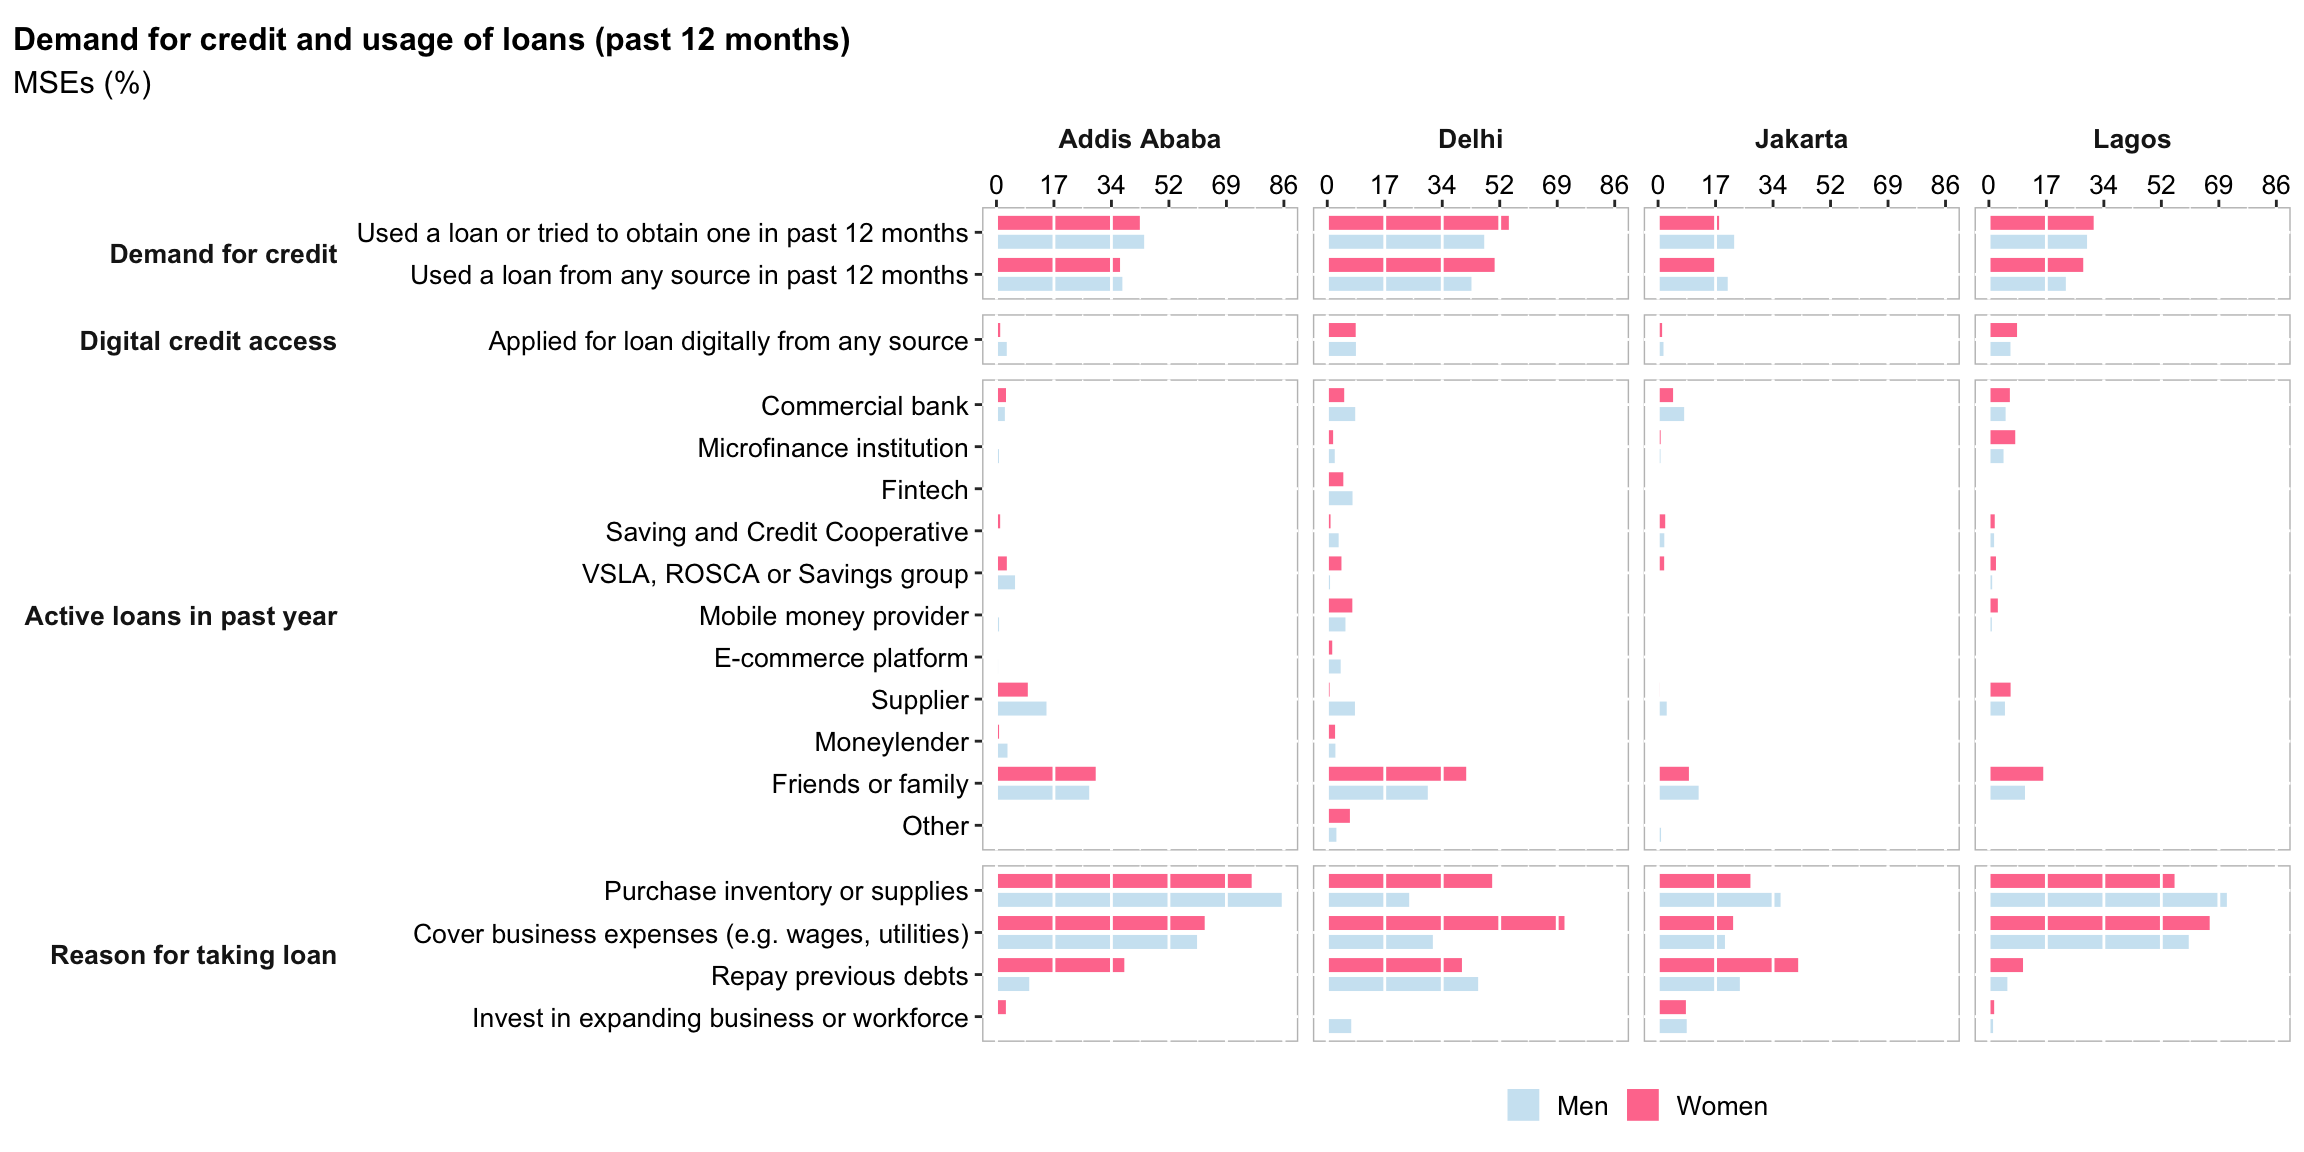 Demand for credit and usage of loans (past 12 months)
MSEs (%)
Addis Ababa Delhi Jakarta Lagos
0 17 34 52 69 86 0 17 34 52 69 86 0 17 34 52 69 86 0 17 34 52 69 86
Demand for credit
Used a loan or tried to obtain one in past 12 months
Used a loan from any source in past 12 months
Digital credit access
Applied for loan digitally from any source
Active loans in past year
Commercial bank
Microfinance institution
Fintech
Saving and Credit Cooperative
VSLA, ROSCA or Savings group
Mobile money provider
E-commerce platform
Supplier
Moneylender
Friends or family
Other
Reason for taking loan
Purchase inventory or supplies
Cover business expenses (e.g. wages, utilities)
Repay previous debts
Invest in expanding business or workforce
Men Women